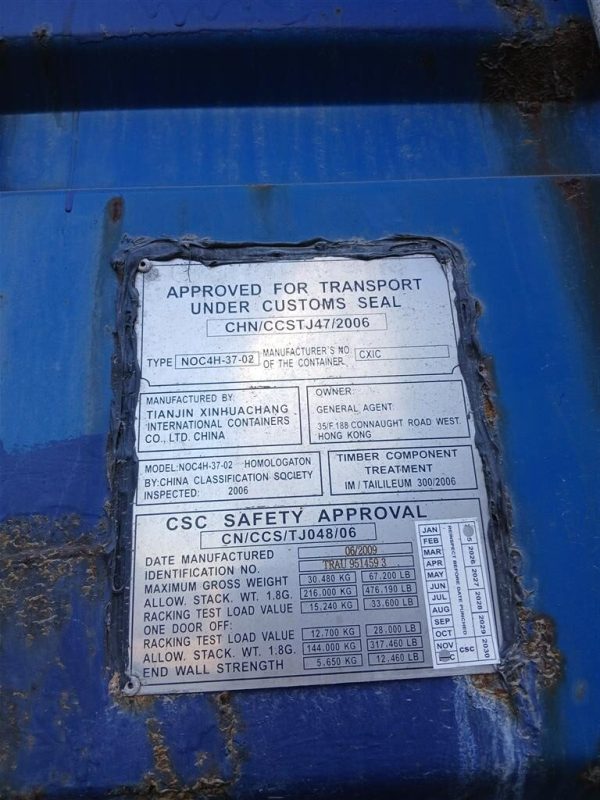 APPROVED FOR TRANSPORT
UNDER CUSTOMS SEAL
CHN/CCSTJ47/2006
TYPE NOC4H-37-02 MANUFACTURER'S NO. OF THE CONTAINER CXIC
MANUFACTURED BY:
TIANJIN XINHUACHANG
INTERNATIONAL CONTAINERS
CO., LTD. CHINA
OWNER:
GENERAL AGENT:
35/F.188 CONNAUGHT ROAD WEST.
HONG KONG
MODEL:NOC4H-37-02 HOMOLOGATON
BY:CHINA CLASSIFICATION SOCIETY
INSPECTED: 2006
TIMBER COMPONENT
TREATMENT
IM / TAILILEUM 300/2006
CSC SAFETY APPROVAL
CN/CCS/TJ048/06
DATE MANUFACTURED 06/2009
IDENTIFICATION NO. TRAU 951459 3
MAXIMUM GROSS WEIGHT 30.480 KG 67.200 LB
ALLOW. STACK. WT. 1.8G. 216.000 KG 476.190 LB
RACKING TEST LOAD VALUE 15.240 KG 33.600 LB
ONE DOOR OFF:
RACKING TEST LOAD VALUE 12.700 KG 28.000 LB
ALLOW. STACK. WT. 1.8G. 144.000 KG 317.460 LB
END WALL STRENGTH 5.650 KG 12.460 LB
JAN
FEB
MAR
APR
MAY
JUN
JUL
AUG
SEP
OCT
NOV
C
REINSPECT BEFORE DATE PUNCHED
CSC
5 2026 2027 2028 2029 2030